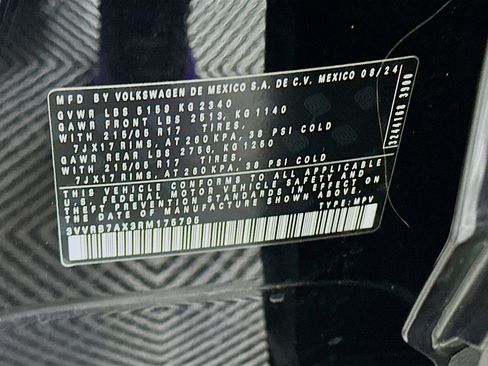 MFD BY VOLKSWAGEN DE MEXICO S.A. DE C.V. MEXICO 08/24
GVWR LBS 5159 KG 2340
GAWR FRONT LBS 2513, KG 1140
WITH 215/65 R17 TIRES,
7JX17 RIMS, AT 260 KPA, 38 PSI COLD
GAWR REAR LBS 2756, KG 1250
WITH 215/65 R17 TIRES,
7JX17 RIMS, AT 260 KPA, 38 PSI COLD
THIS VEHICLE CONFORMS TO ALL APPLICABLE
U.S. FEDERAL MOTOR VEHICLE SAFETY AND
THEFT PREVENTION STANDARDS IN EFFECT ON
THE DATE OF MANUFACTURE SHOWN ABOVE
3VVRB7AX3RM175765 TYPE: MPV